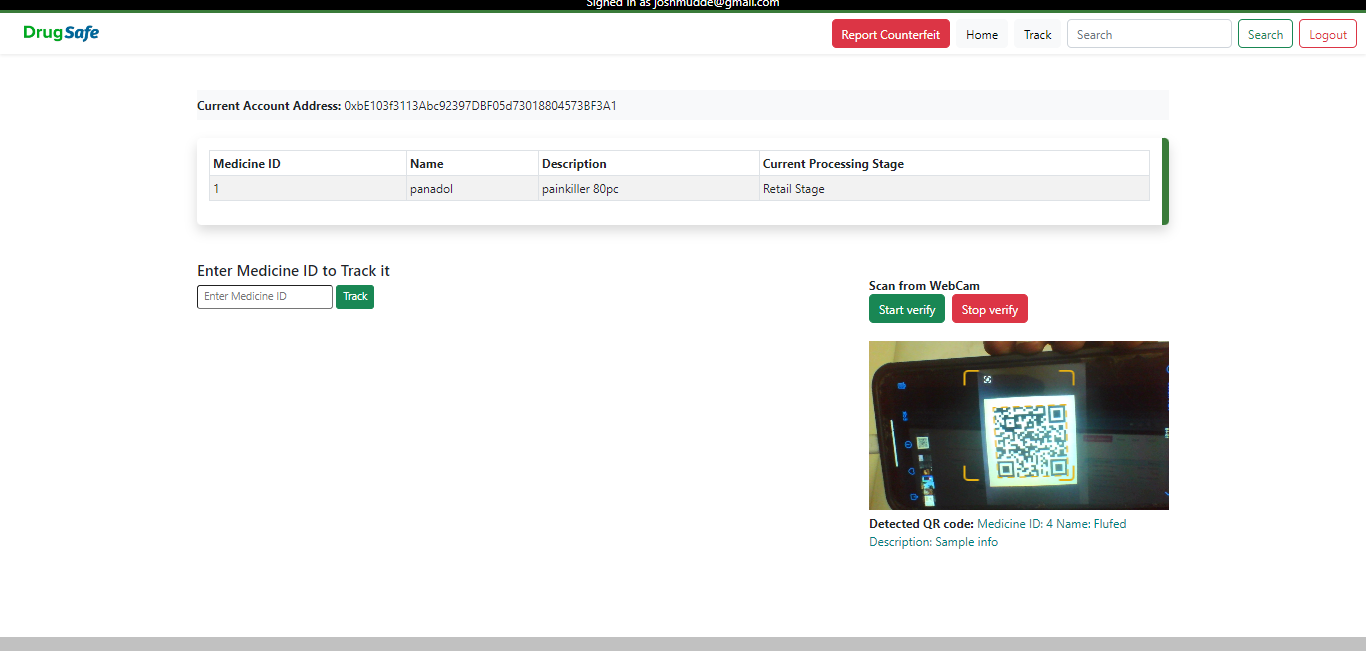 Signed in as joshmudde@gmail.com
DrugSafe Report Counterfeit Home Track Search Search Logout
Current Account Address: 0xbE103f3113Abc92397DBF05d73018804573BF3A1
Medicine ID Name Description Current Processing Stage
1 panadol painkiller 80pc Retail Stage
Enter Medicine ID to Track it
Enter Medicine ID Track
Scan from WebCam
Start verify Stop verify
Detected QR code: Medicine ID: 4 Name: Flufed
Description: Sample info